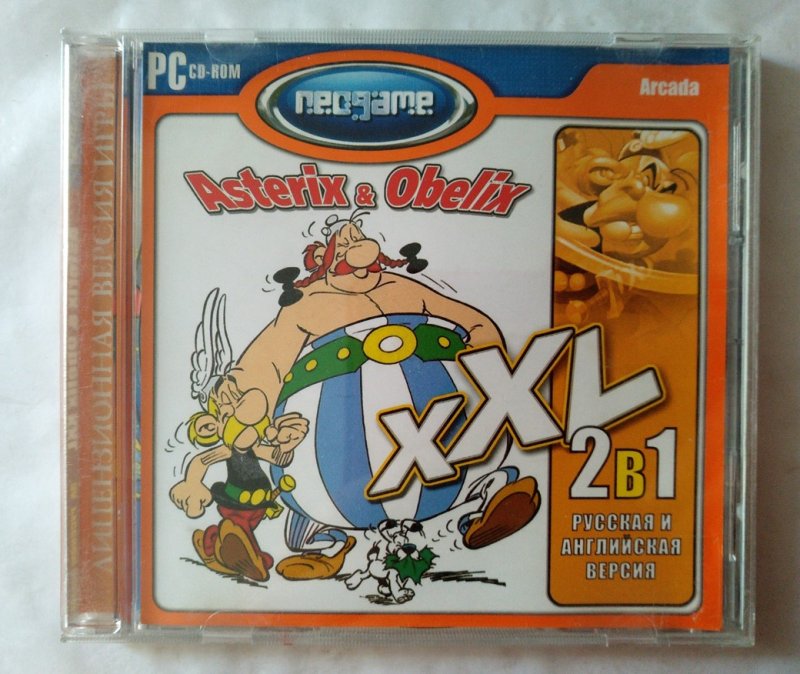 PC CD-ROM
neogame
Arcada
Asterix & Obelix
XXL
2в1
РУССКАЯ И
АНГЛИЙСКАЯ
ВЕРСИЯ
ЛИЦЕНЗИОННАЯ ВЕРСИЯ ИГРЫ